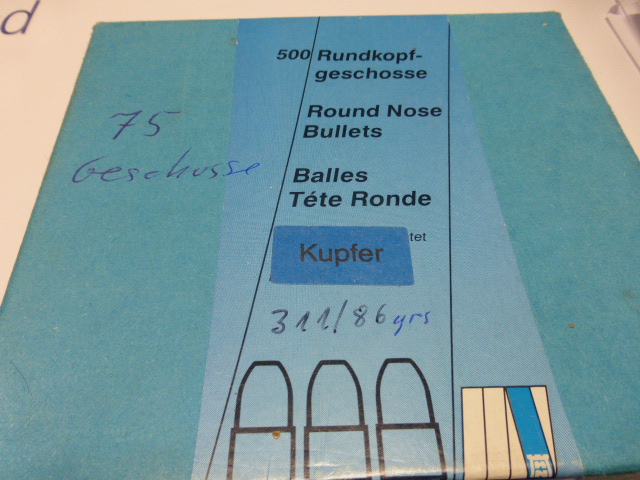 d
500 Rundkopf-
geschosse
Round Nose
Bullets
Balles
Téte Ronde
tet
Kupfer
311/86 grs
75
Geschosse